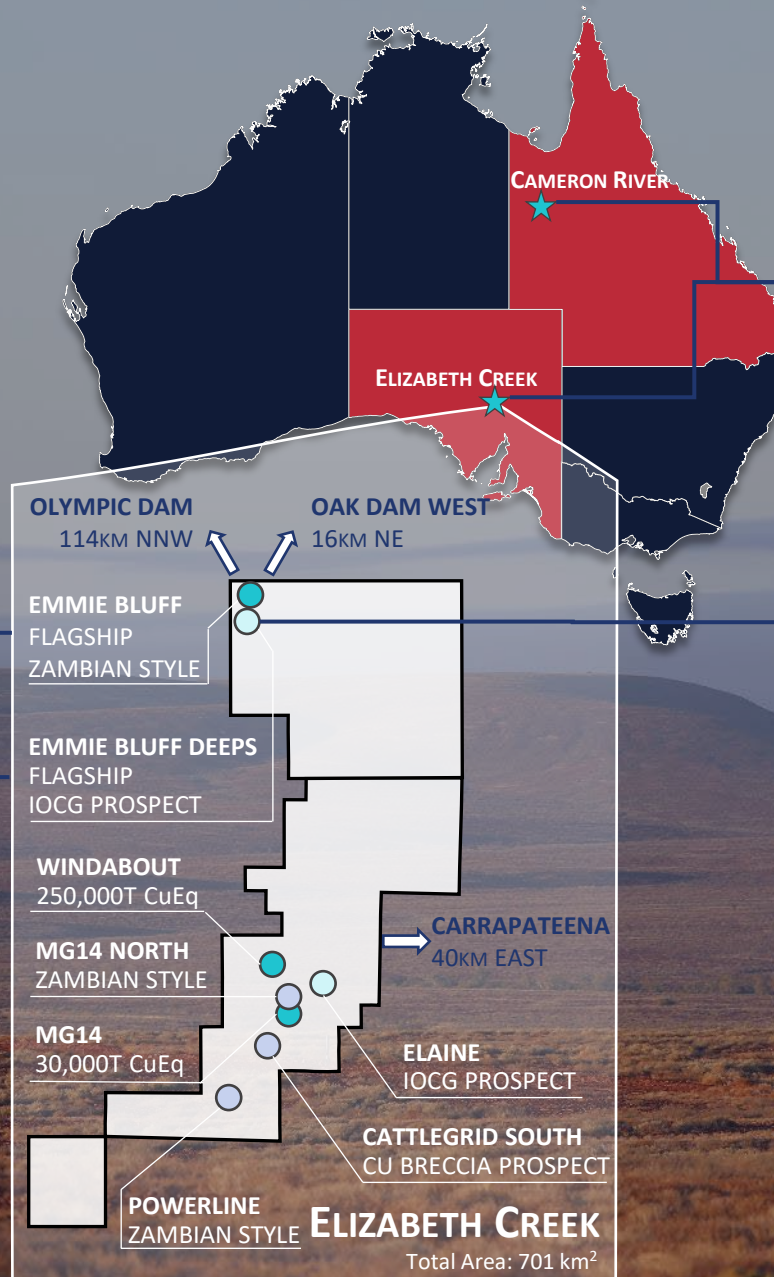 CAMERON RIVER
ELIZABETH CREEK
OLYMPIC DAM
114KM NNW
OAK DAM WEST
16KM NE
EMMIE BLUFF
FLAGSHIP
ZAMBIAN STYLE
EMMIE BLUFF DEEPS
FLAGSHIP
IOCG PROSPECT
WINDABOUT
250,000T CuEq
MG14 NORTH
ZAMBIAN STYLE
MG14
30,000T CuEq
CARRAPATEENA
40KM EAST
ELAINE
IOCG PROSPECT
CATTLEGRID SOUTH
CU BRECCIA PROSPECT
POWERLINE
ZAMBIAN STYLE
ELIZABETH CREEK
Total Area: 701 km²